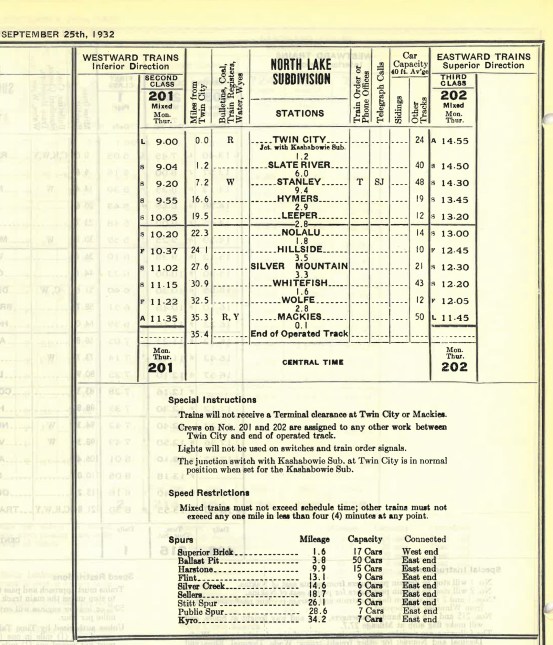 SEPTEMBER 25th, 1932
WESTWARD TRAINS
Inferior Direction
SECOND CLASS
201
Mixed
Mon.
Thur.
Miles from Twin City
Bulletins, Coal, Train Registers, Water, Wyes
NORTH LAKE
SUBDIVISION
STATIONS
Train Order or Phone Offices
Telegraph Calls
Car Capacity
40 ft. Av'ge
Sidings
Other Tracks
EASTWARD TRAINS
Superior Direction
THIRD CLASS
202
Mixed
Mon.
Thur.
L 9.00 0.0 R TWIN CITY 24 A 14.55
Jct. with Kashabowie Sub.
1.2
S 9.04 1.2 SLATE RIVER 40 S 14.50
6.0
S 9.20 7.2 W STANLEY T SJ 48 S 14.30
9.4
S 9.55 16.6 HYMERS 19 S 13.45
2.9
S 10.05 19.5 LEEPER 12 S 13.20
2.8
S 10.20 22.3 NOLALU 14 S 13.00
1.8
F 10.37 24.1 HILLSIDE 10 F 12.45
3.5
S 11.02 27.6 SILVER MOUNTAIN 21 S 12.30
3.3
S 11.15 30.9 WHITEFISH 43 S 12.20
1.6
F 11.22 32.5 WOLFE 12 F 12.05
2.8
A 11.35 35.3 R, Y MACKIES 50 L 11.45
0.1
35.4 End of Operated Track
Mon.
Thur.
201
CENTRAL TIME
Mon.
Thur.
202
Special Instructions
Trains will not receive a Terminal clearance at Twin City or Mackies.
Crews on Nos. 201 and 202 are assigned to any other work between
Twin City and end of operated track.
Lights will not be used on switches and train order signals.
The junction switch with Kashabowie Sub. at Twin City is in normal
position when set for the Kashabowie Sub.
Speed Restrictions
Mixed trains must not exceed schedule time; other trains must not
exceed any one mile in less than four (4) minutes at any point.
Spurs Mileage Capacity Connected
Superior Brick 1.6 17 Cars West end
Ballast Pit 3.8 50 Cars East end
Harstone 9.9 15 Cars East end
Flint 13.1 9 Cars East end
Silver Creek 14.6 6 Cars East end
Sellers 18.7 6 Cars East end
Stitt Spur 26.1 5 Cars East end
Public Spur 28.6 7 Cars East end
Kyro 34.2 7 Cars East end